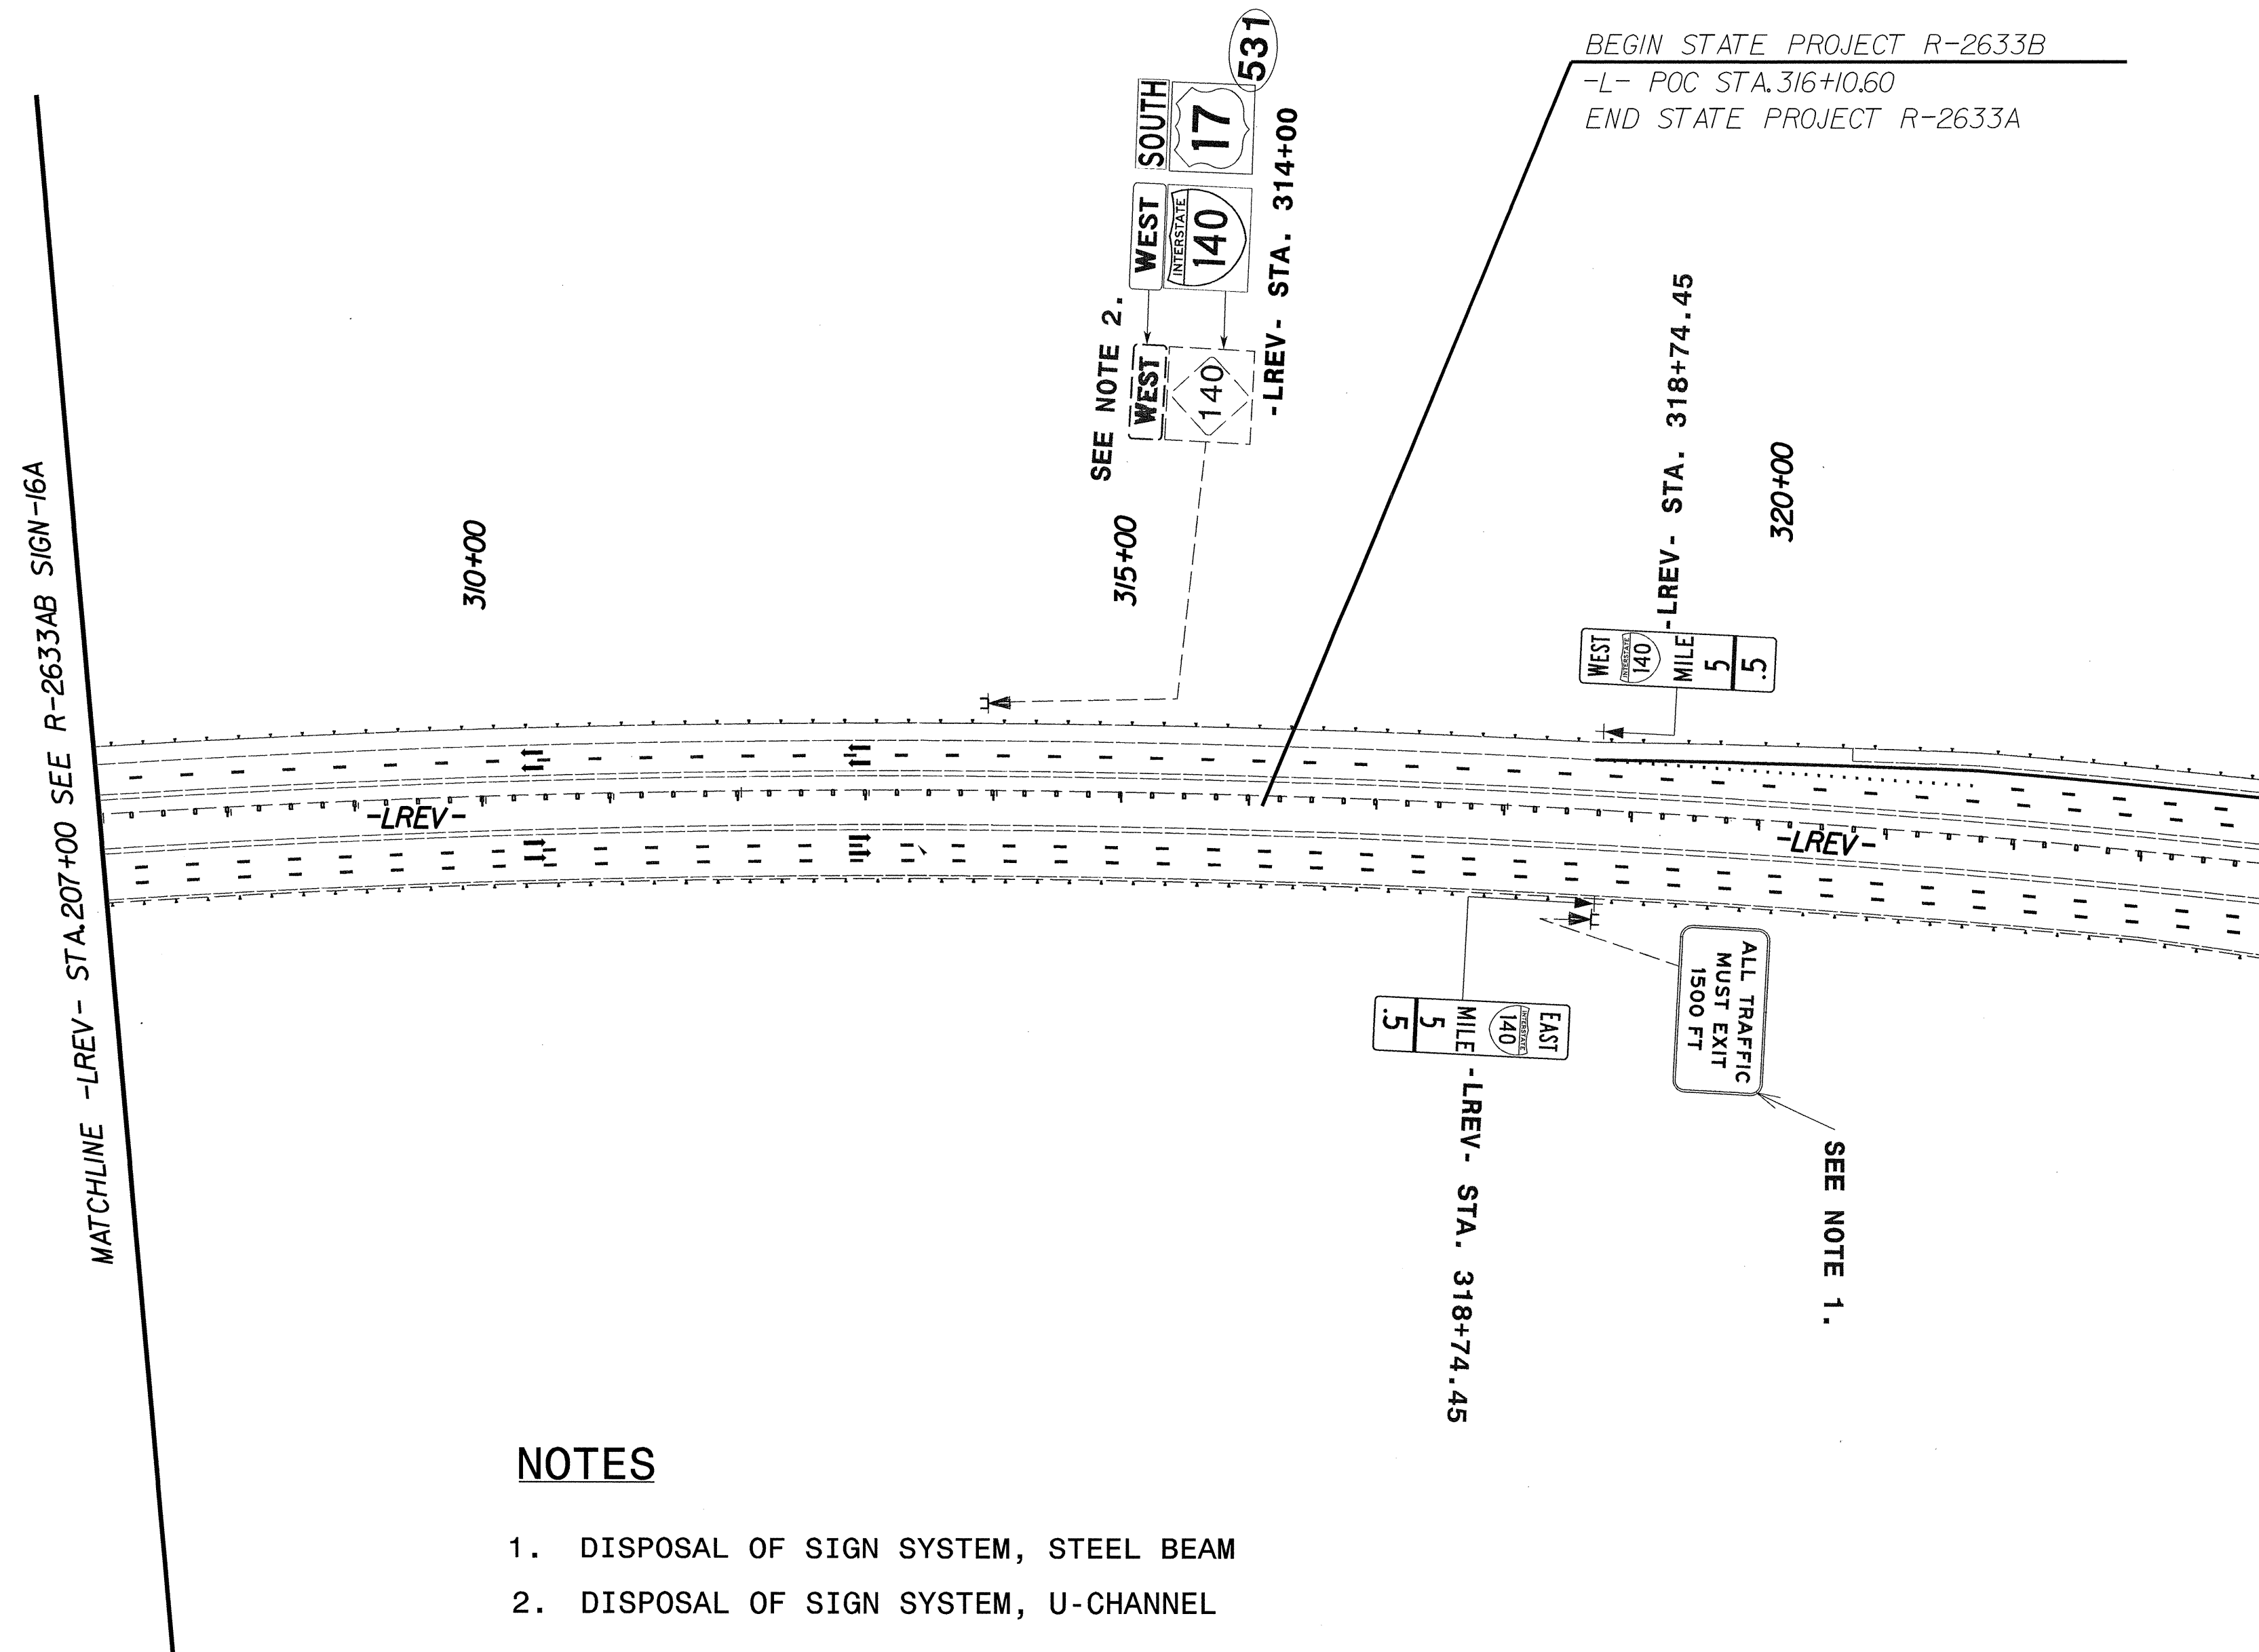 BEGIN STATE PROJECT R-2633B
-L- POC STA.316+10.60
END STATE PROJECT R-2633A
531
SOUTH
17
WEST
INTERSTATE
140
-LREV- STA. 314+00
SEE NOTE 2.
WEST
140
MATCHLINE -LREV- STA.207+00 SEE R-2633AB SIGN-16A
310+00
315+00
320+00
-LREV- STA. 318+74.45
WEST
INTERSTATE
140
MILE
5
.5
-LREV-
-LREV-
EAST
INTERSTATE
140
MILE
5
.5
-LREV- STA. 318+74.45
ALL TRAFFIC
MUST EXIT
1500 FT
SEE NOTE 1.
NOTES
1. DISPOSAL OF SIGN SYSTEM, STEEL BEAM
2. DISPOSAL OF SIGN SYSTEM, U-CHANNEL